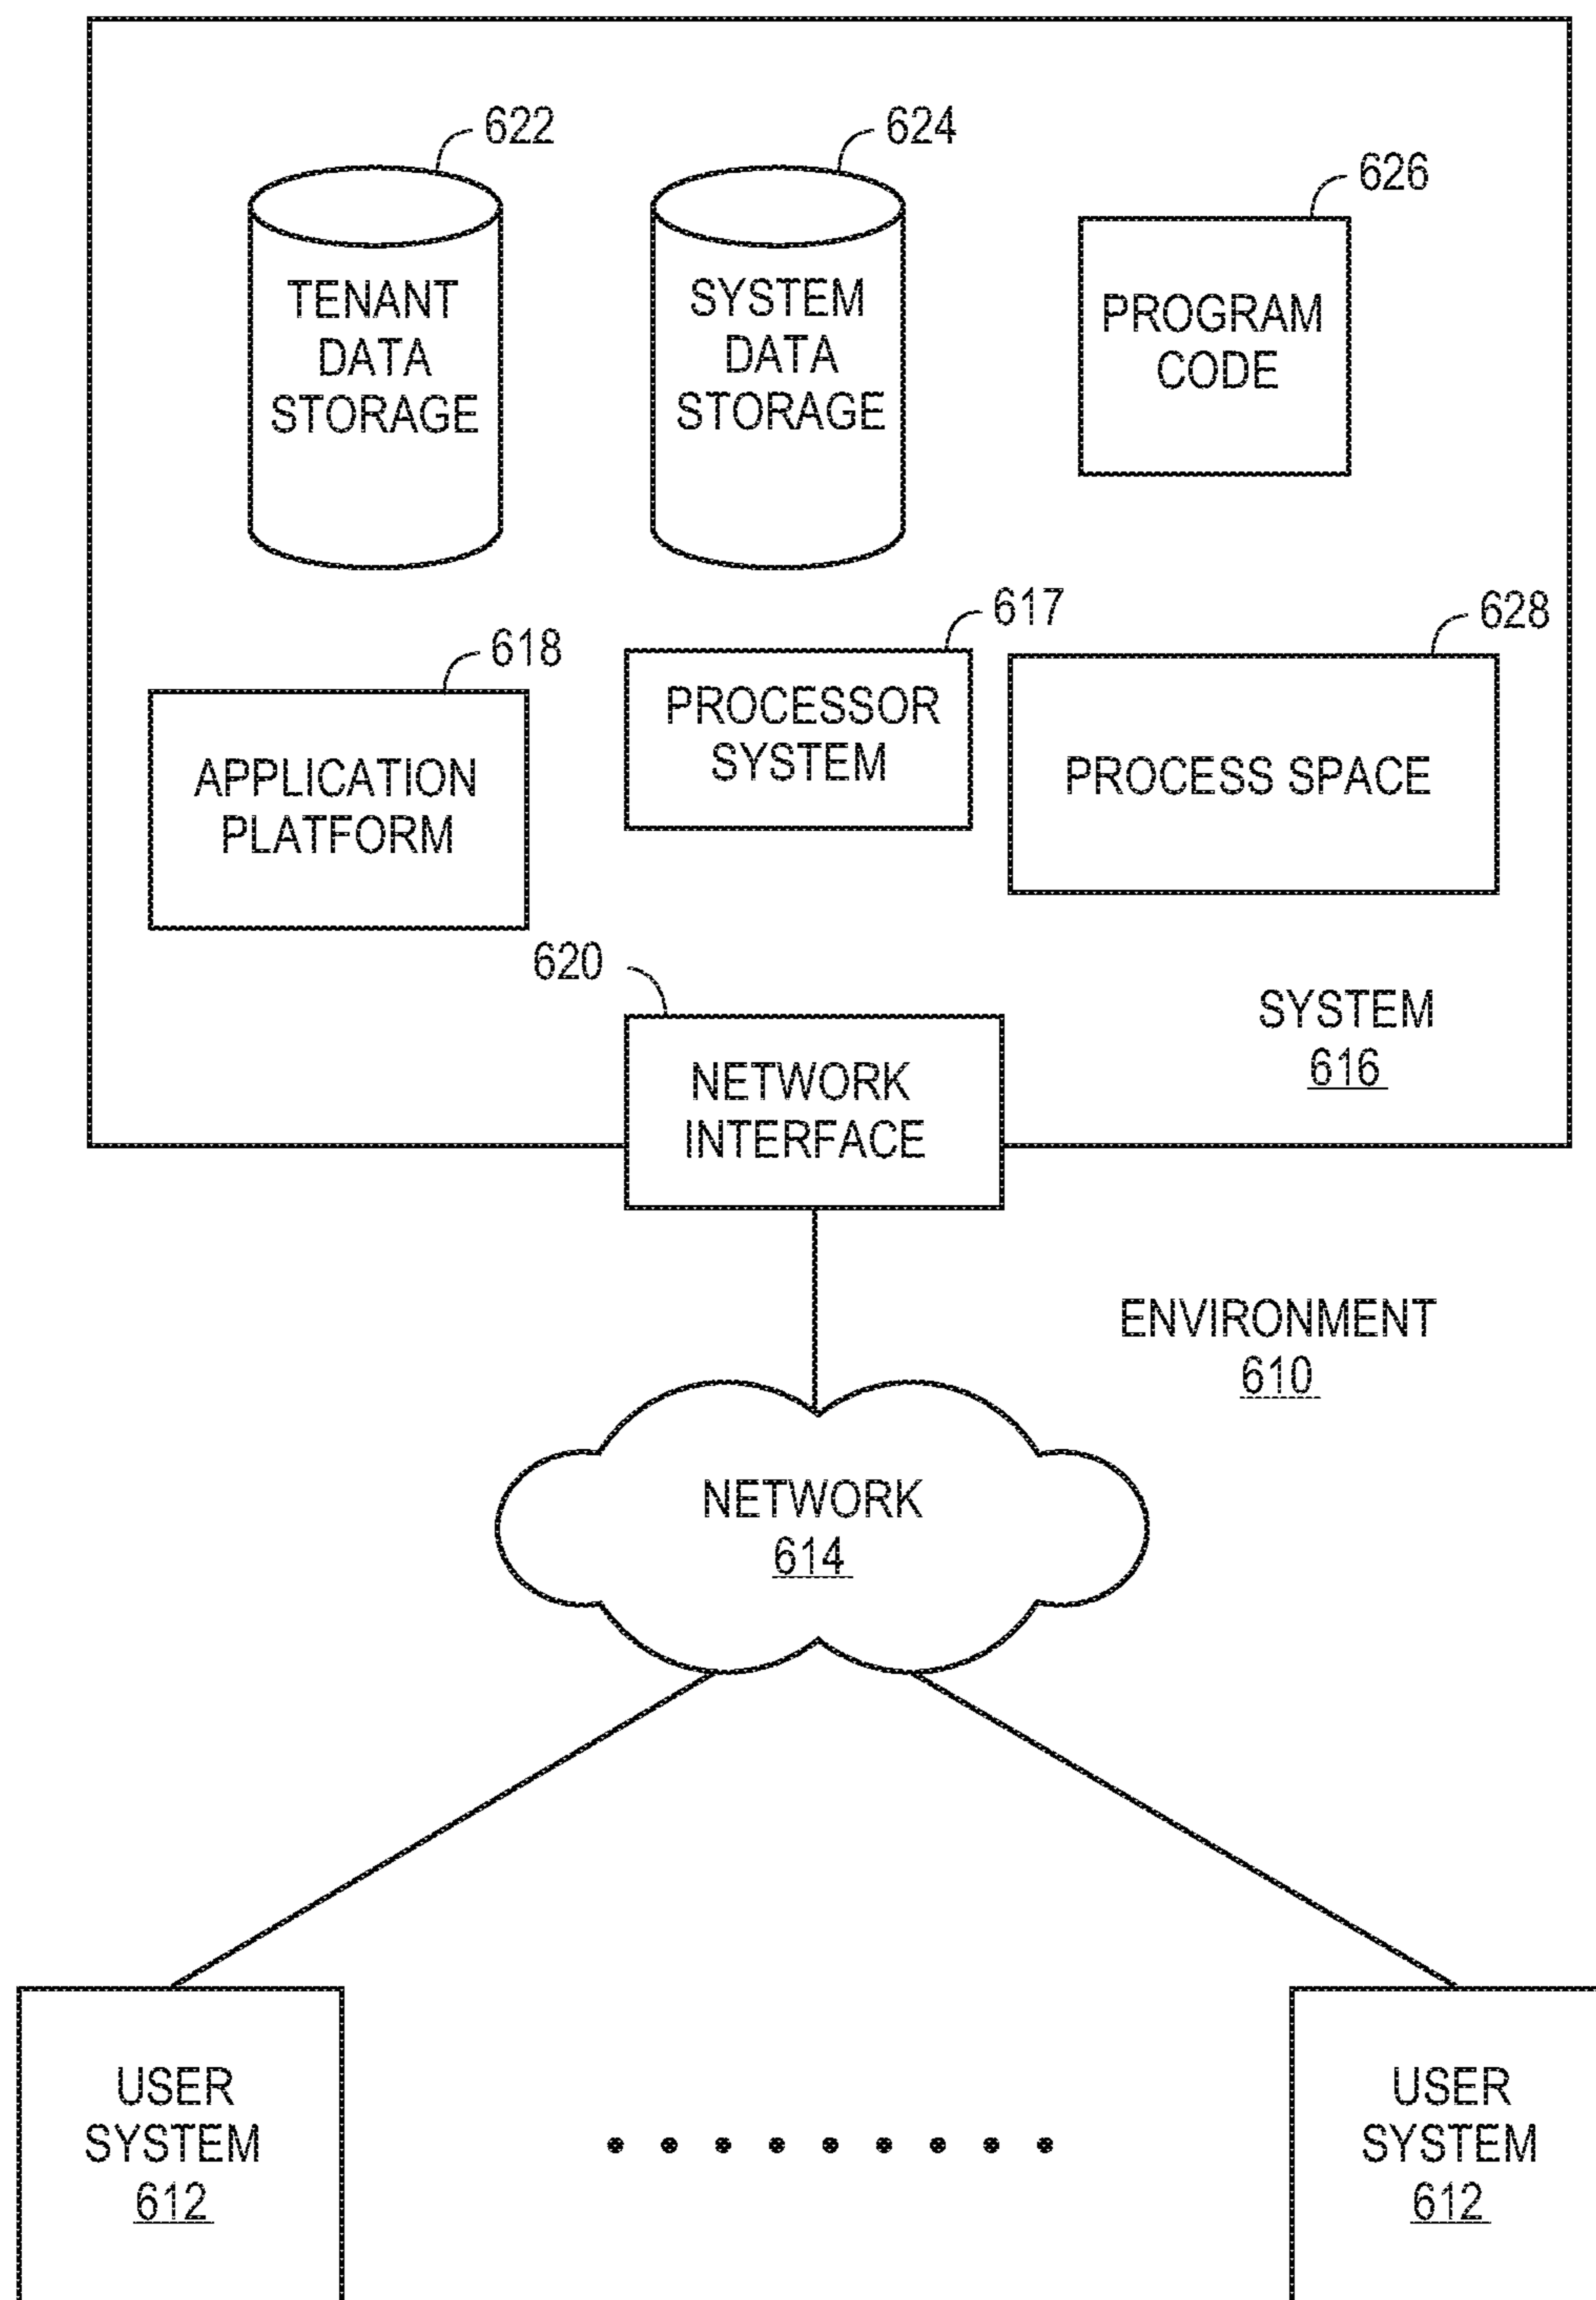 622
624
626
TENANT
DATA
STORAGE
SYSTEM
DATA
STORAGE
PROGRAM
CODE
618
617
628
APPLICATION
PLATFORM
PROCESSOR
SYSTEM
PROCESS SPACE
620
NETWORK
INTERFACE
SYSTEM
616
ENVIRONMENT
610
NETWORK
614
USER
SYSTEM
612
USER
SYSTEM
612